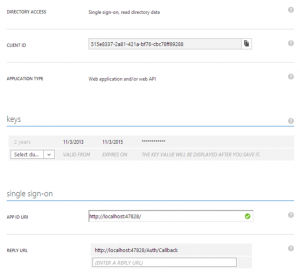 DIRECTORY ACCESS Single sign-on, read directory data
CLIENT ID 515e9337-2a81-421a-bf76-cbc78ff89288
APPLICATION TYPE Web application and/or web API
keys
2 years 11/3/2013 11/3/2015 ************
Select du... VALID FROM EXPIRES ON THE KEY VALUE WILL BE DISPLAYED AFTER YOU SAVE IT.
single sign-on
APP ID URI http://localhost:47828/
REPLY URL http://localhost:47828/Auth/Callback
(ENTER A REPLY URL)